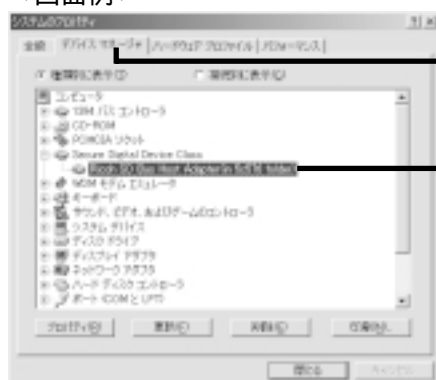 システムのプロパティ
全般 デバイス マネージャ ハードウェア プロファイル パフォーマンス
種類別に表示(T) 接続別に表示(C)
コンピュータ
1394 バス コントローラ
CD-ROM
PCMCIA ソケット
Secure Digital Device Class
Ricoh SD Bus Host Adapter
WDM モデム エミュレータ
キーボード
サウンド、ビデオ、およびゲームのコントローラ
システム デバイス
ディスク ドライブ
ディスプレイ アダプタ
ネットワーク アダプタ
ハード ディスク コントローラ
ポート (COM と LPT)
プロパティ(R) 更新(F) 削除(E) 印刷(N)...
閉じる キャンセル